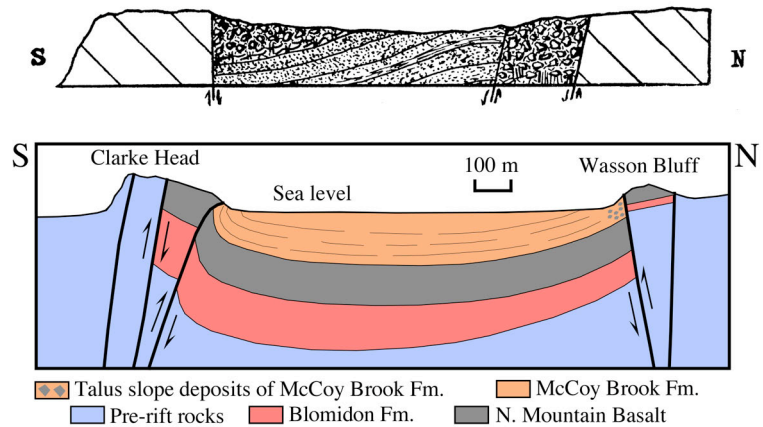 S N
S Clarke Head 100 m Wasson Bluff N
Sea level
Talus slope deposits of McCoy Brook Fm. McCoy Brook Fm.
Pre-rift rocks Blomidon Fm. N. Mountain Basalt